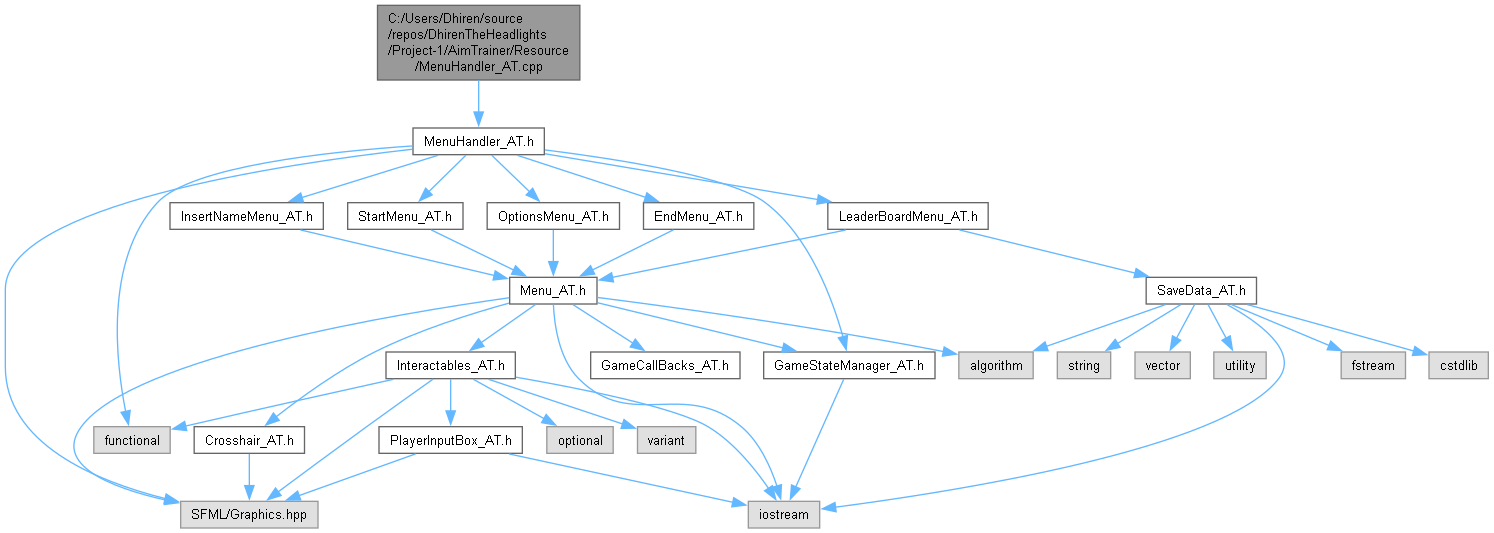 C:/Users/Dhiren/source
/repos/DhirenTheHeadlights
/Project-1/AimTrainer/Resource
/MenuHandler_AT.cpp
MenuHandler_AT.h
InsertNameMenu_AT.h
StartMenu_AT.h
OptionsMenu_AT.h
EndMenu_AT.h
LeaderBoardMenu_AT.h
Menu_AT.h
SaveData_AT.h
Interactables_AT.h
GameCallBacks_AT.h
GameStateManager_AT.h
algorithm
string
vector
utility
fstream
cstdlib
functional
Crosshair_AT.h
PlayerInputBox_AT.h
optional
variant
SFML/Graphics.hpp
iostream